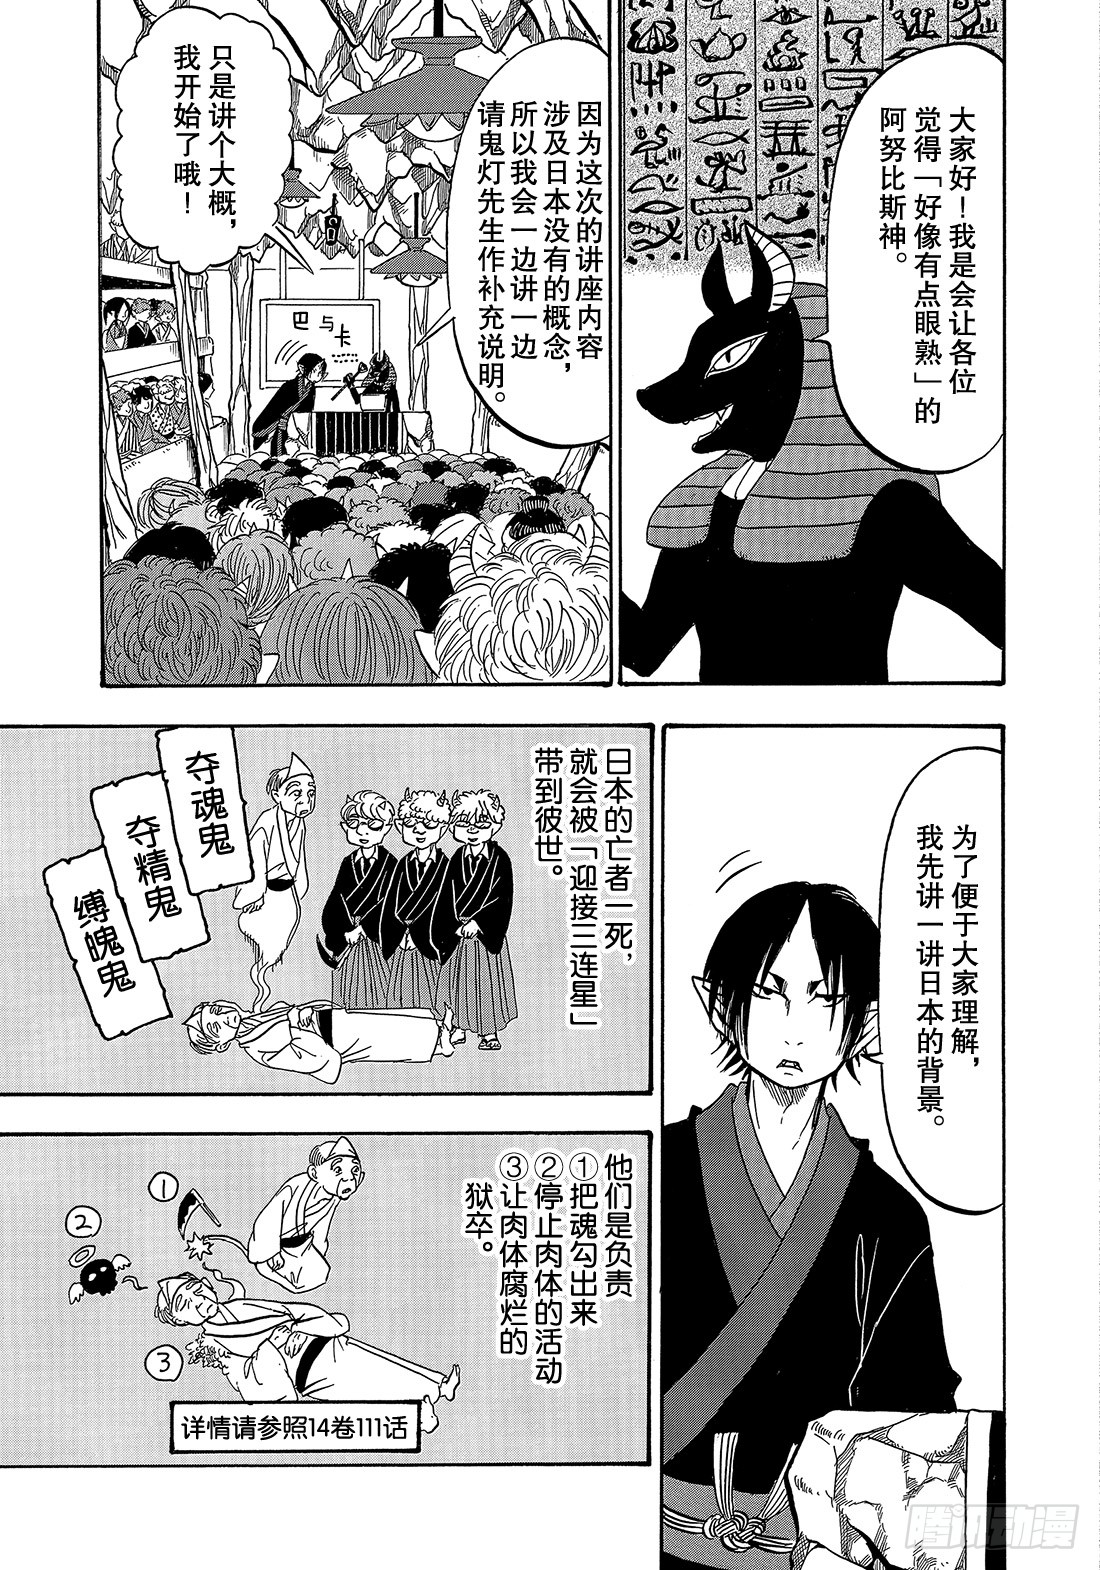 大家好！我是会让各位
觉得「好像有点眼熟」的
阿努比斯神。
因为这次的讲座内容
涉及日本没有的概念，
所以我会一边讲一边
请鬼灯先生作补充说明。
只是讲个大概，
我开始了哦！
巴与卡
为了便于大家理解，
我先讲一讲日本的背景。
日本的亡者一死，
就会被「迎接三连星」
带到彼世。
夺魂鬼
夺精鬼
缚魄鬼
他们是负责
①把魂勾出来
②停止肉体的活动
③让肉体腐烂的
狱卒。
①
②
③
详情请参照14卷111话
腾讯动漫